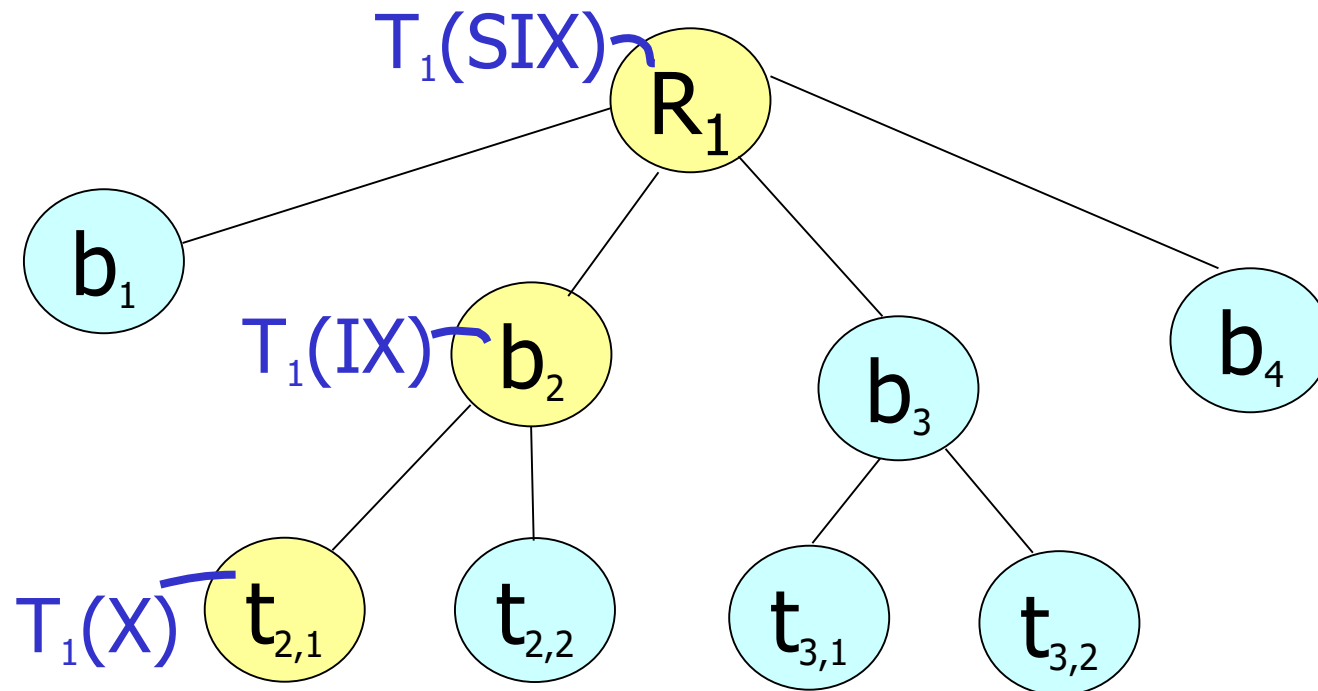 T₁(SIX)
R₁
b₁
T₁(IX)
b₂
b₃
b₄
T₁(X)
t₂,₁
t₂,₂
t₃,₁
t₃,₂